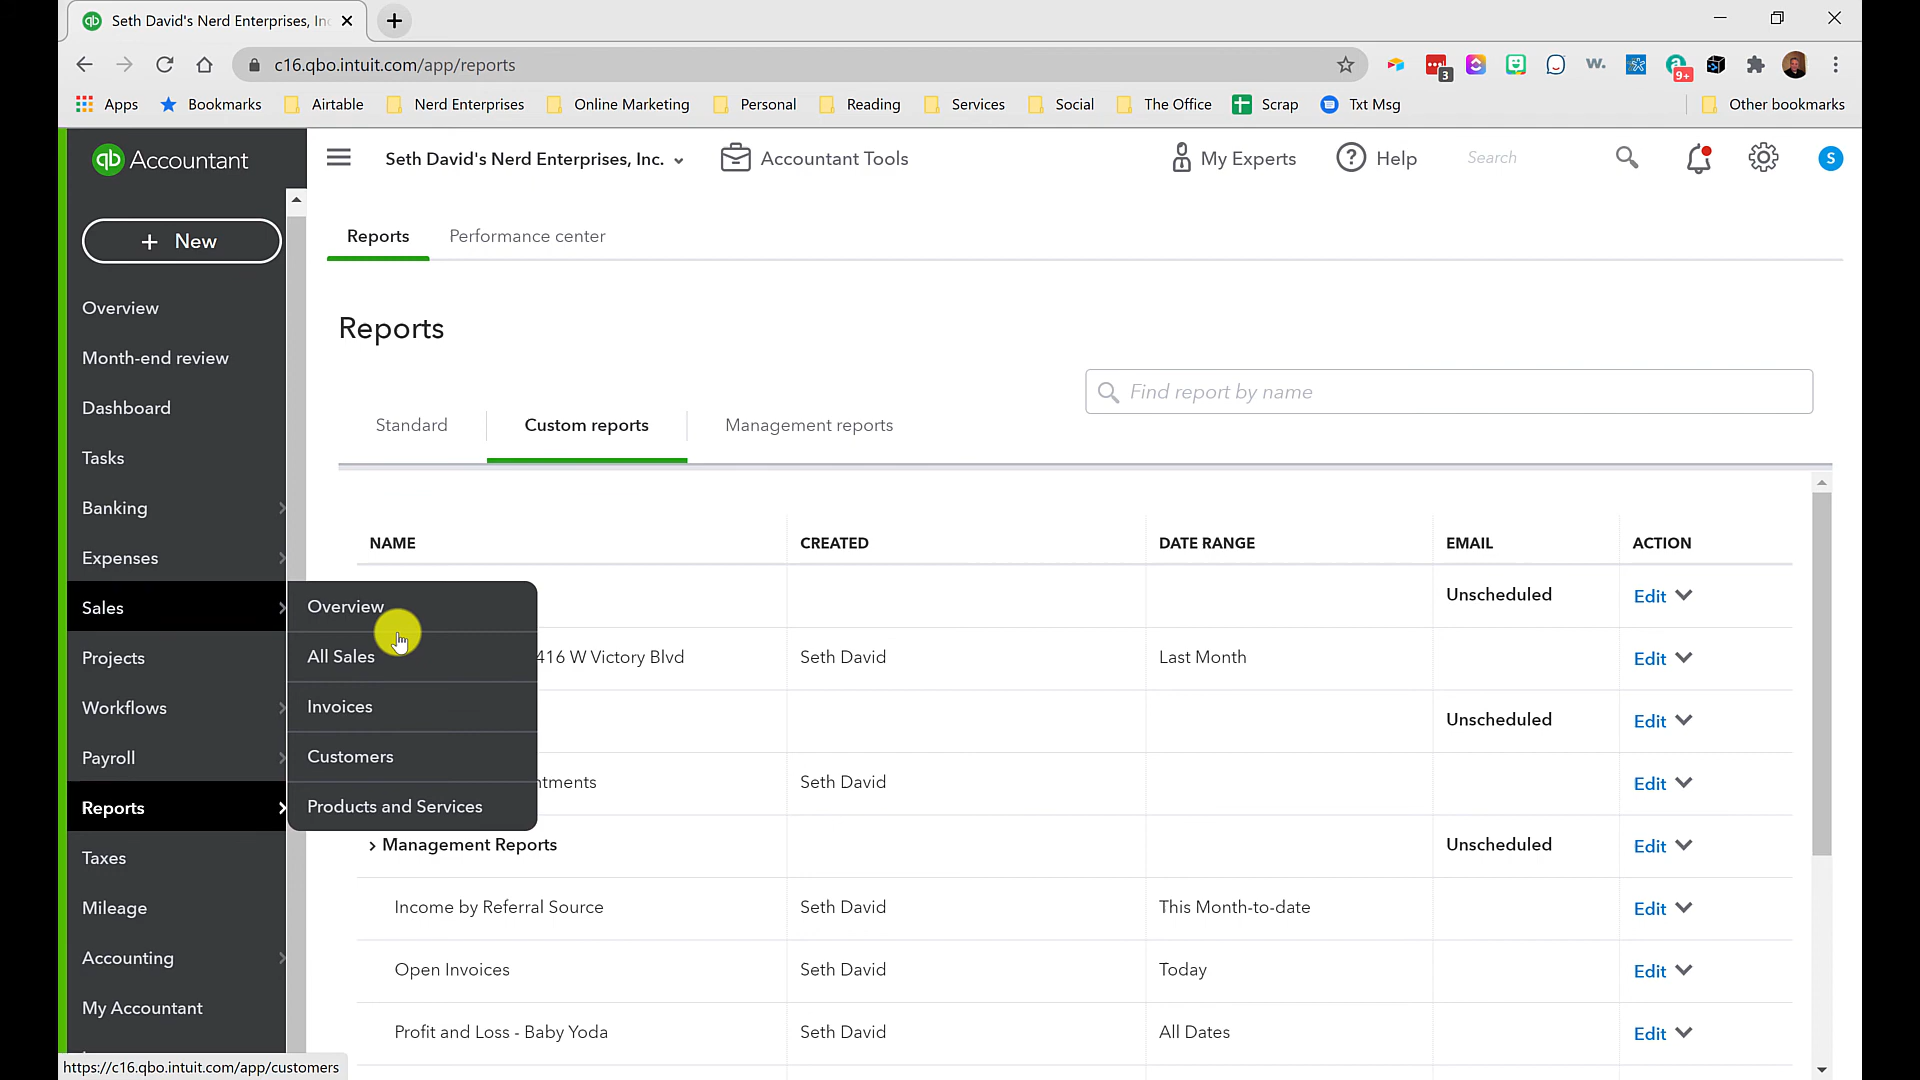 Seth David's Nerd Enterprises, Inc
c16.qbo.intuit.com/app/reports
3
w.
9+
Apps Bookmarks Airtable Nerd Enterprises Online Marketing Personal Reading Services Social The Office Scrap Txt Msg Other bookmarks
qb Accountant
Seth David's Nerd Enterprises, Inc.
Accountant Tools
My Experts
Help
Search
S
+ New
Reports Performance center
Overview
Month-end review
Dashboard
Tasks
Banking
Expenses
Sales
Projects
Workflows
Payroll
Reports
Taxes
Mileage
Accounting
My Accountant
Overview
All Sales
Invoices
Customers
Products and Services
Reports
Find report by name
Standard Custom reports Management reports
NAME CREATED DATE RANGE EMAIL ACTION
Unscheduled Edit
416 W Victory Blvd Seth David Last Month Edit
Unscheduled Edit
ntments Seth David Edit
Management Reports Unscheduled Edit
Income by Referral Source Seth David This Month-to-date Edit
Open Invoices Seth David Today Edit
Profit and Loss - Baby Yoda Seth David All Dates Edit
https://c16.qbo.intuit.com/app/customers